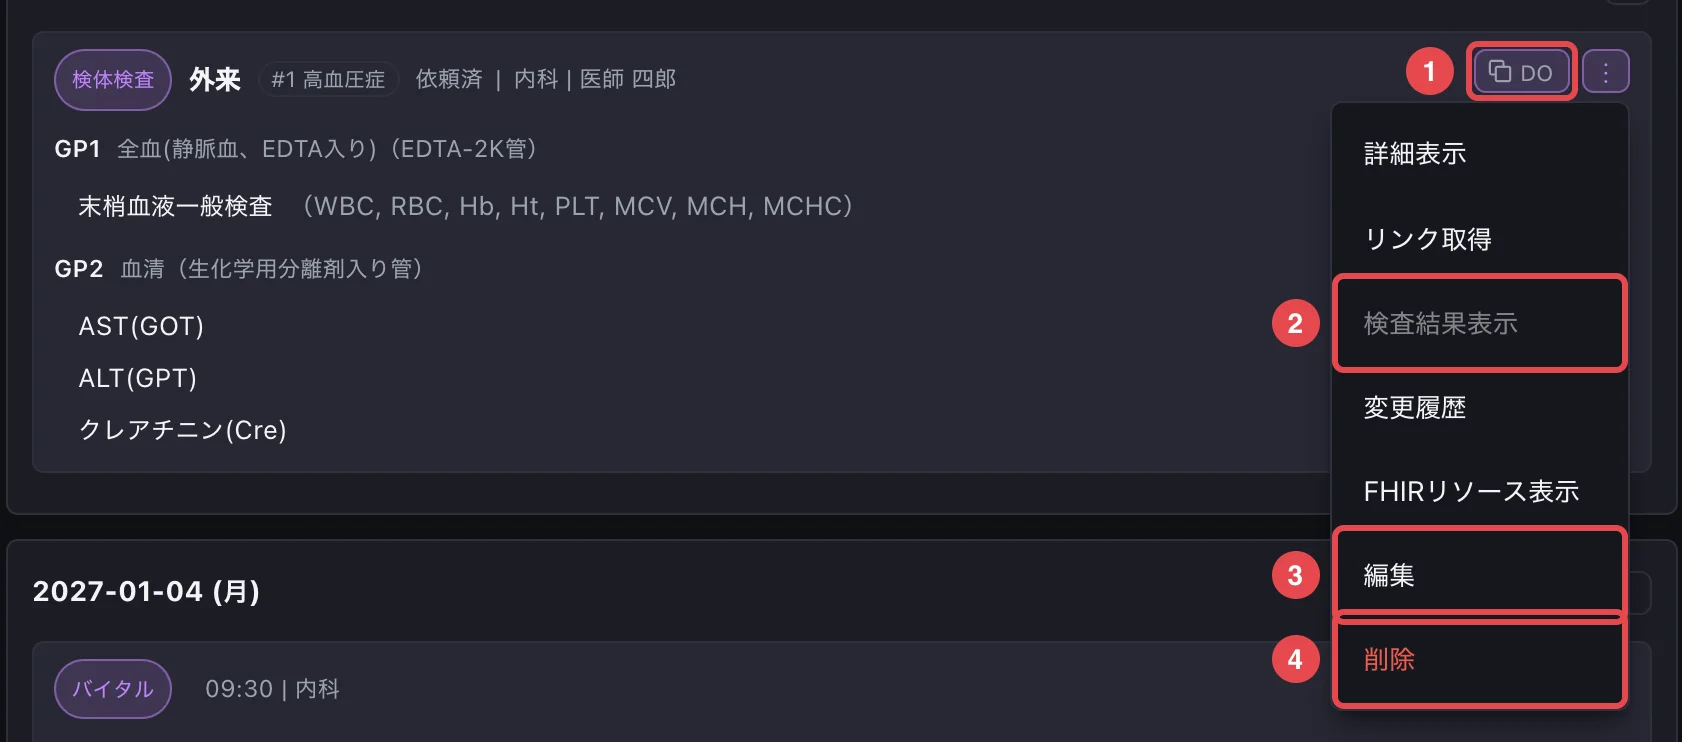 検体検査 外来 #1 高血圧症 依頼済 | 内科 | 医師 四郎 1 DO ⋮
GP1 全血(静脈血、EDTA入り)（EDTA-2K管）
末梢血液一般検査 （WBC, RBC, Hb, Ht, PLT, MCV, MCH, MCHC）
GP2 血清（生化学用分離剤入り管）
AST(GOT)
ALT(GPT)
クレアチニン(Cre)
詳細表示
リンク取得
2 検査結果表示
変更履歴
FHIRリソース表示
3 編集
4 削除
2027-01-04 (月)
バイタル 09:30 | 内科